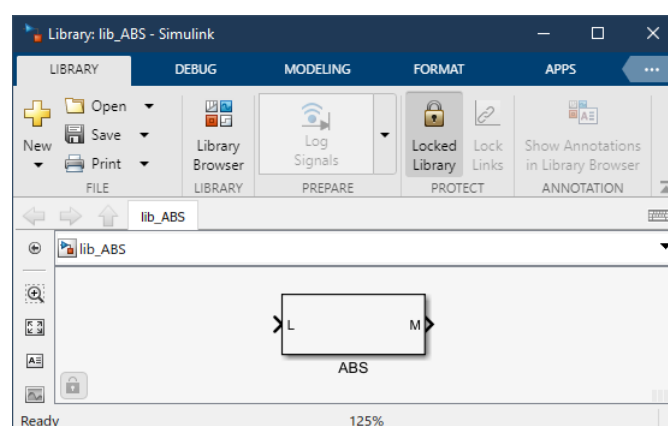 Library: lib_ABS - Simulink
LIBRARY DEBUG MODELING FORMAT APPS ...
New
Open
Save
Print
FILE
Library
Browser
LIBRARY
Log
Signals
PREPARE
Locked
Library
Lock
Links
PROTECT
Show Annotations
in Library Browser
ANNOTATION
lib_ABS
lib_ABS
L M
ABS
Ready 125%